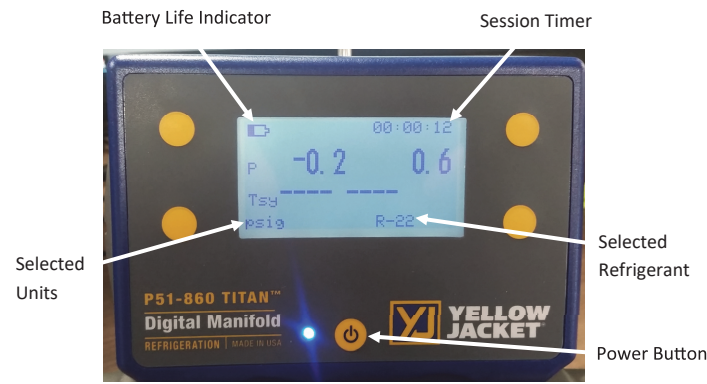 Battery Life Indicator
Session Timer
00:00:12
P -0.2 0.6
Tsy ---- ----
psig R-22
Selected
Units
Selected
Refrigerant
P51-860 TITAN™
Digital Manifold
REFRIGERATION | MADE IN USA
YJ YELLOW
JACKET®
Power Button